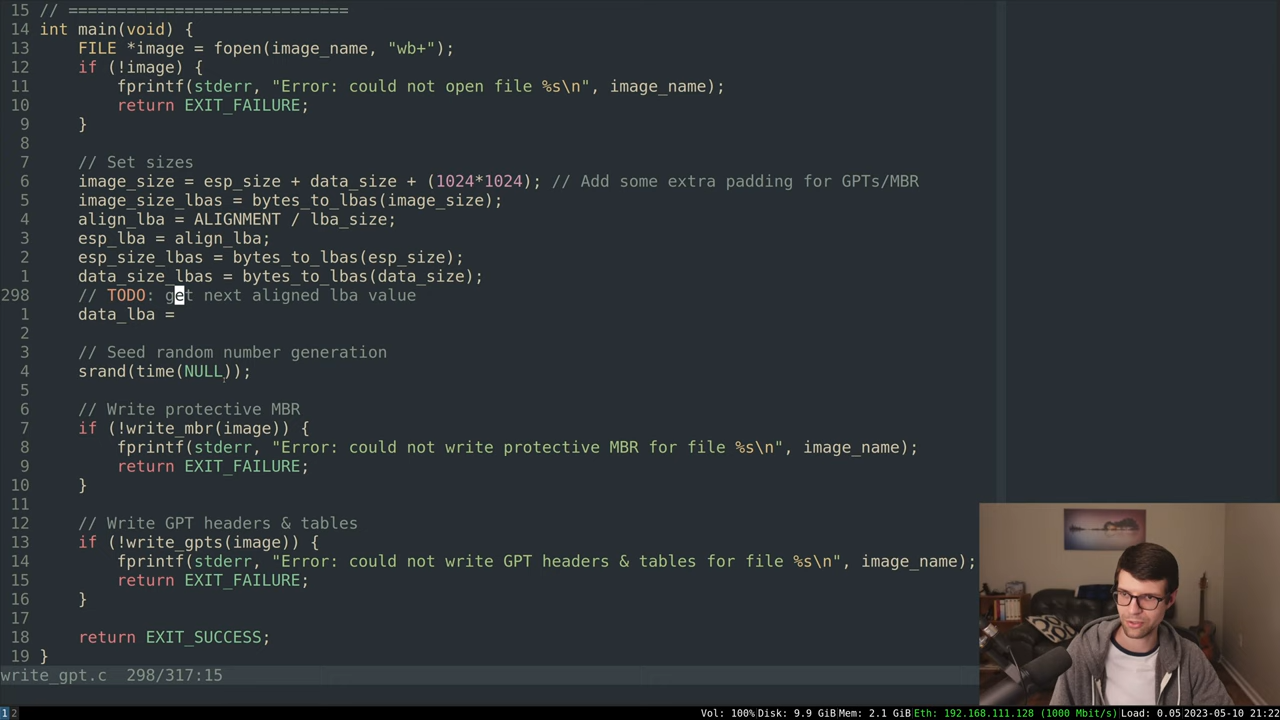 15 // =============================
14 int main(void) {
13     FILE *image = fopen(image_name, "wb+");
12     if (!image) {
11         fprintf(stderr, "Error: could not open file %s\n", image_name);
10         return EXIT_FAILURE;
9     }
8
7     // Set sizes
6     image_size = esp_size + data_size + (1024*1024); // Add some extra padding for GPTs/MBR
5     image_size_lbas = bytes_to_lbas(image_size);
4     align_lba = ALIGNMENT / lba_size;
3     esp_lba = align_lba;
2     esp_size_lbas = bytes_to_lbas(esp_size);
1     data_size_lbas = bytes_to_lbas(data_size);
298     // TODO: get next aligned lba value
1     data_lba =
2
3     // Seed random number generation
4     srand(time(NULL));
5
6     // Write protective MBR
7     if (!write_mbr(image)) {
8         fprintf(stderr, "Error: could not write protective MBR for file %s\n", image_name);
9         return EXIT_FAILURE;
10     }
11
12     // Write GPT headers & tables
13     if (!write_gpts(image)) {
14         fprintf(stderr, "Error: could not write GPT headers & tables for file %s\n", image_name);
15         return EXIT_FAILURE;
16     }
17
18     return EXIT_SUCCESS;
19 }
write_gpt.c  298/317:15
1 2 Vol: 100% Disk: 9.9 GiB Mem: 2.1 GiB Eth: 192.168.111.128 (1000 Mbit/s) Load: 0.05 2023-05-10 21:22